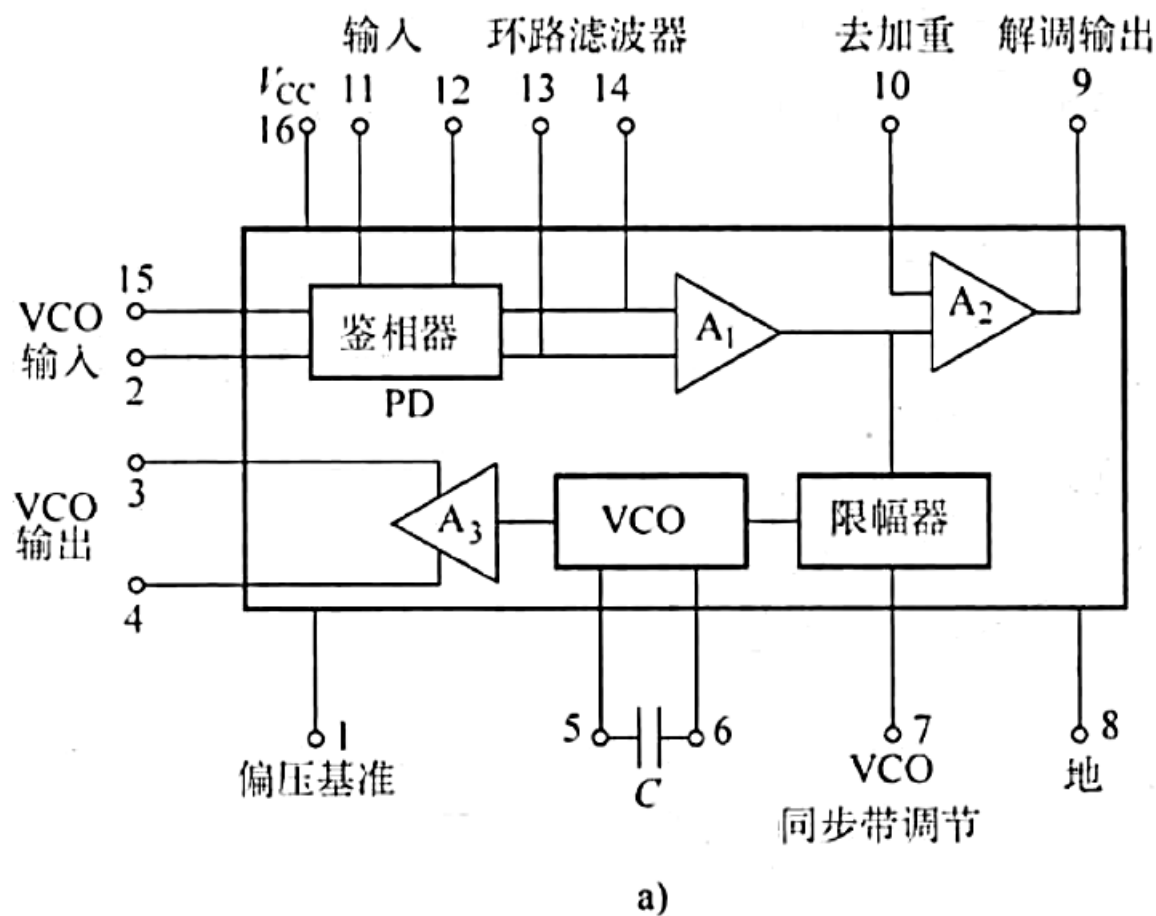 输入 环路滤波器 去加重 解调输出
VCC 11 12 13 14 10 9
16
15
VCO
输入
2
鉴相器
PD
A1
A2
3
VCO
输出
4
A3
VCO
限幅器
1
偏压基准
5 6
C
7
VCO
同步带调节
8
地
a)